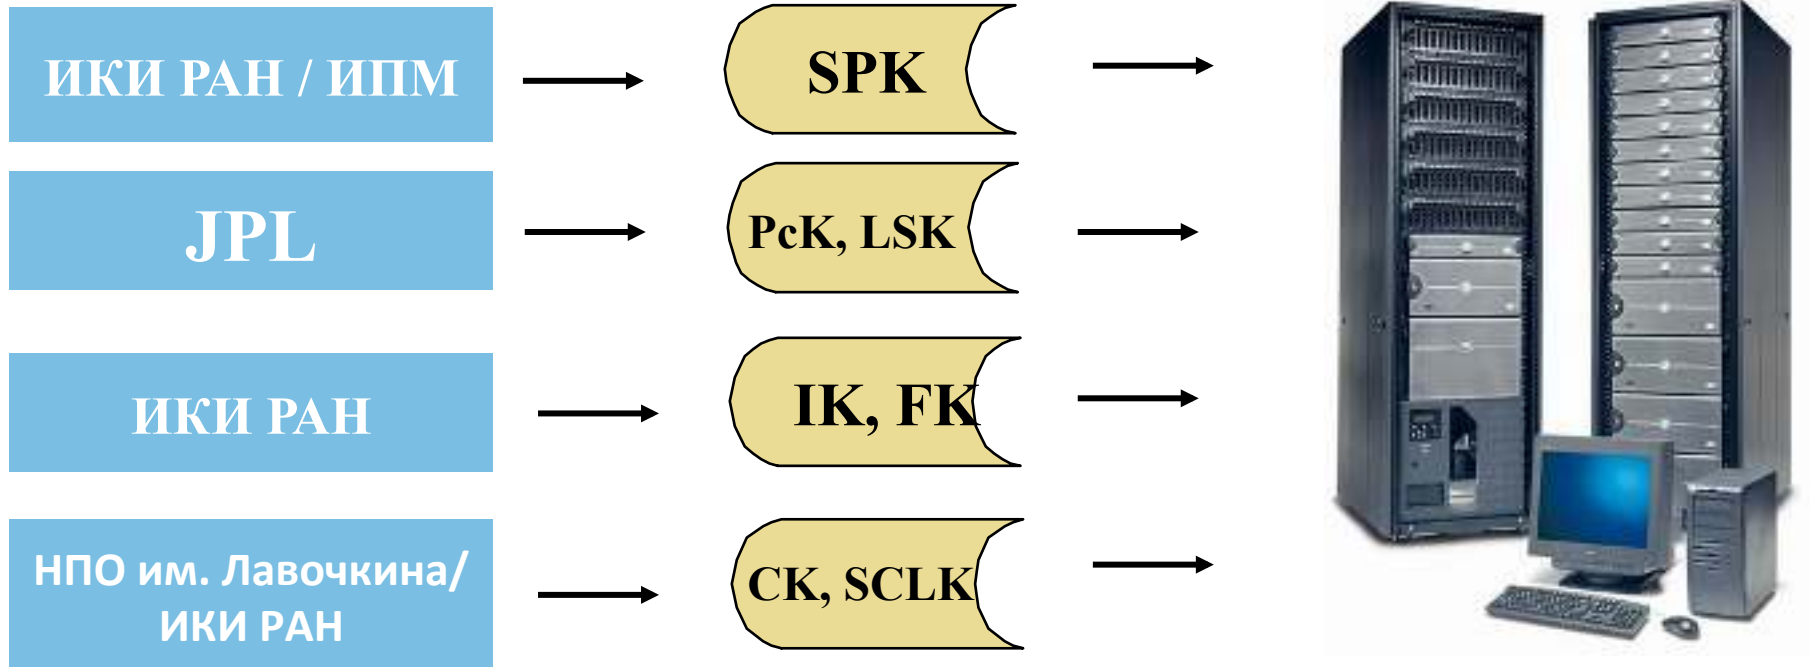 ИКИ РАН / ИПМ
SPK
JPL
PcK, LSK
ИКИ РАН
IK, FK
НПО им. Лавочкина/
ИКИ РАН
CK, SCLK